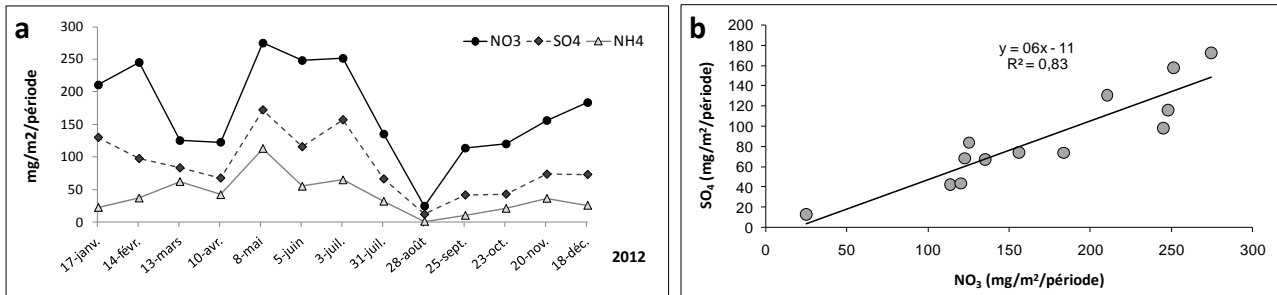 a
300
250
200
150
100
50
0
mg/m2/période
NO3 SO4 NH4
17-janv.
14-févr.
13-mars
10-avr.
8-mai
5-juin
3-juil.
31-juil.
28-août
25-sept.
23-oct.
20-nov.
18-déc.
2012
b
200
180
160
140
120
100
80
60
40
20
0
SO₄ (mg/m²/période)
y = 06x - 11
R² = 0,83
0 50 100 150 200 250 300
NO₃ (mg/m²/période)